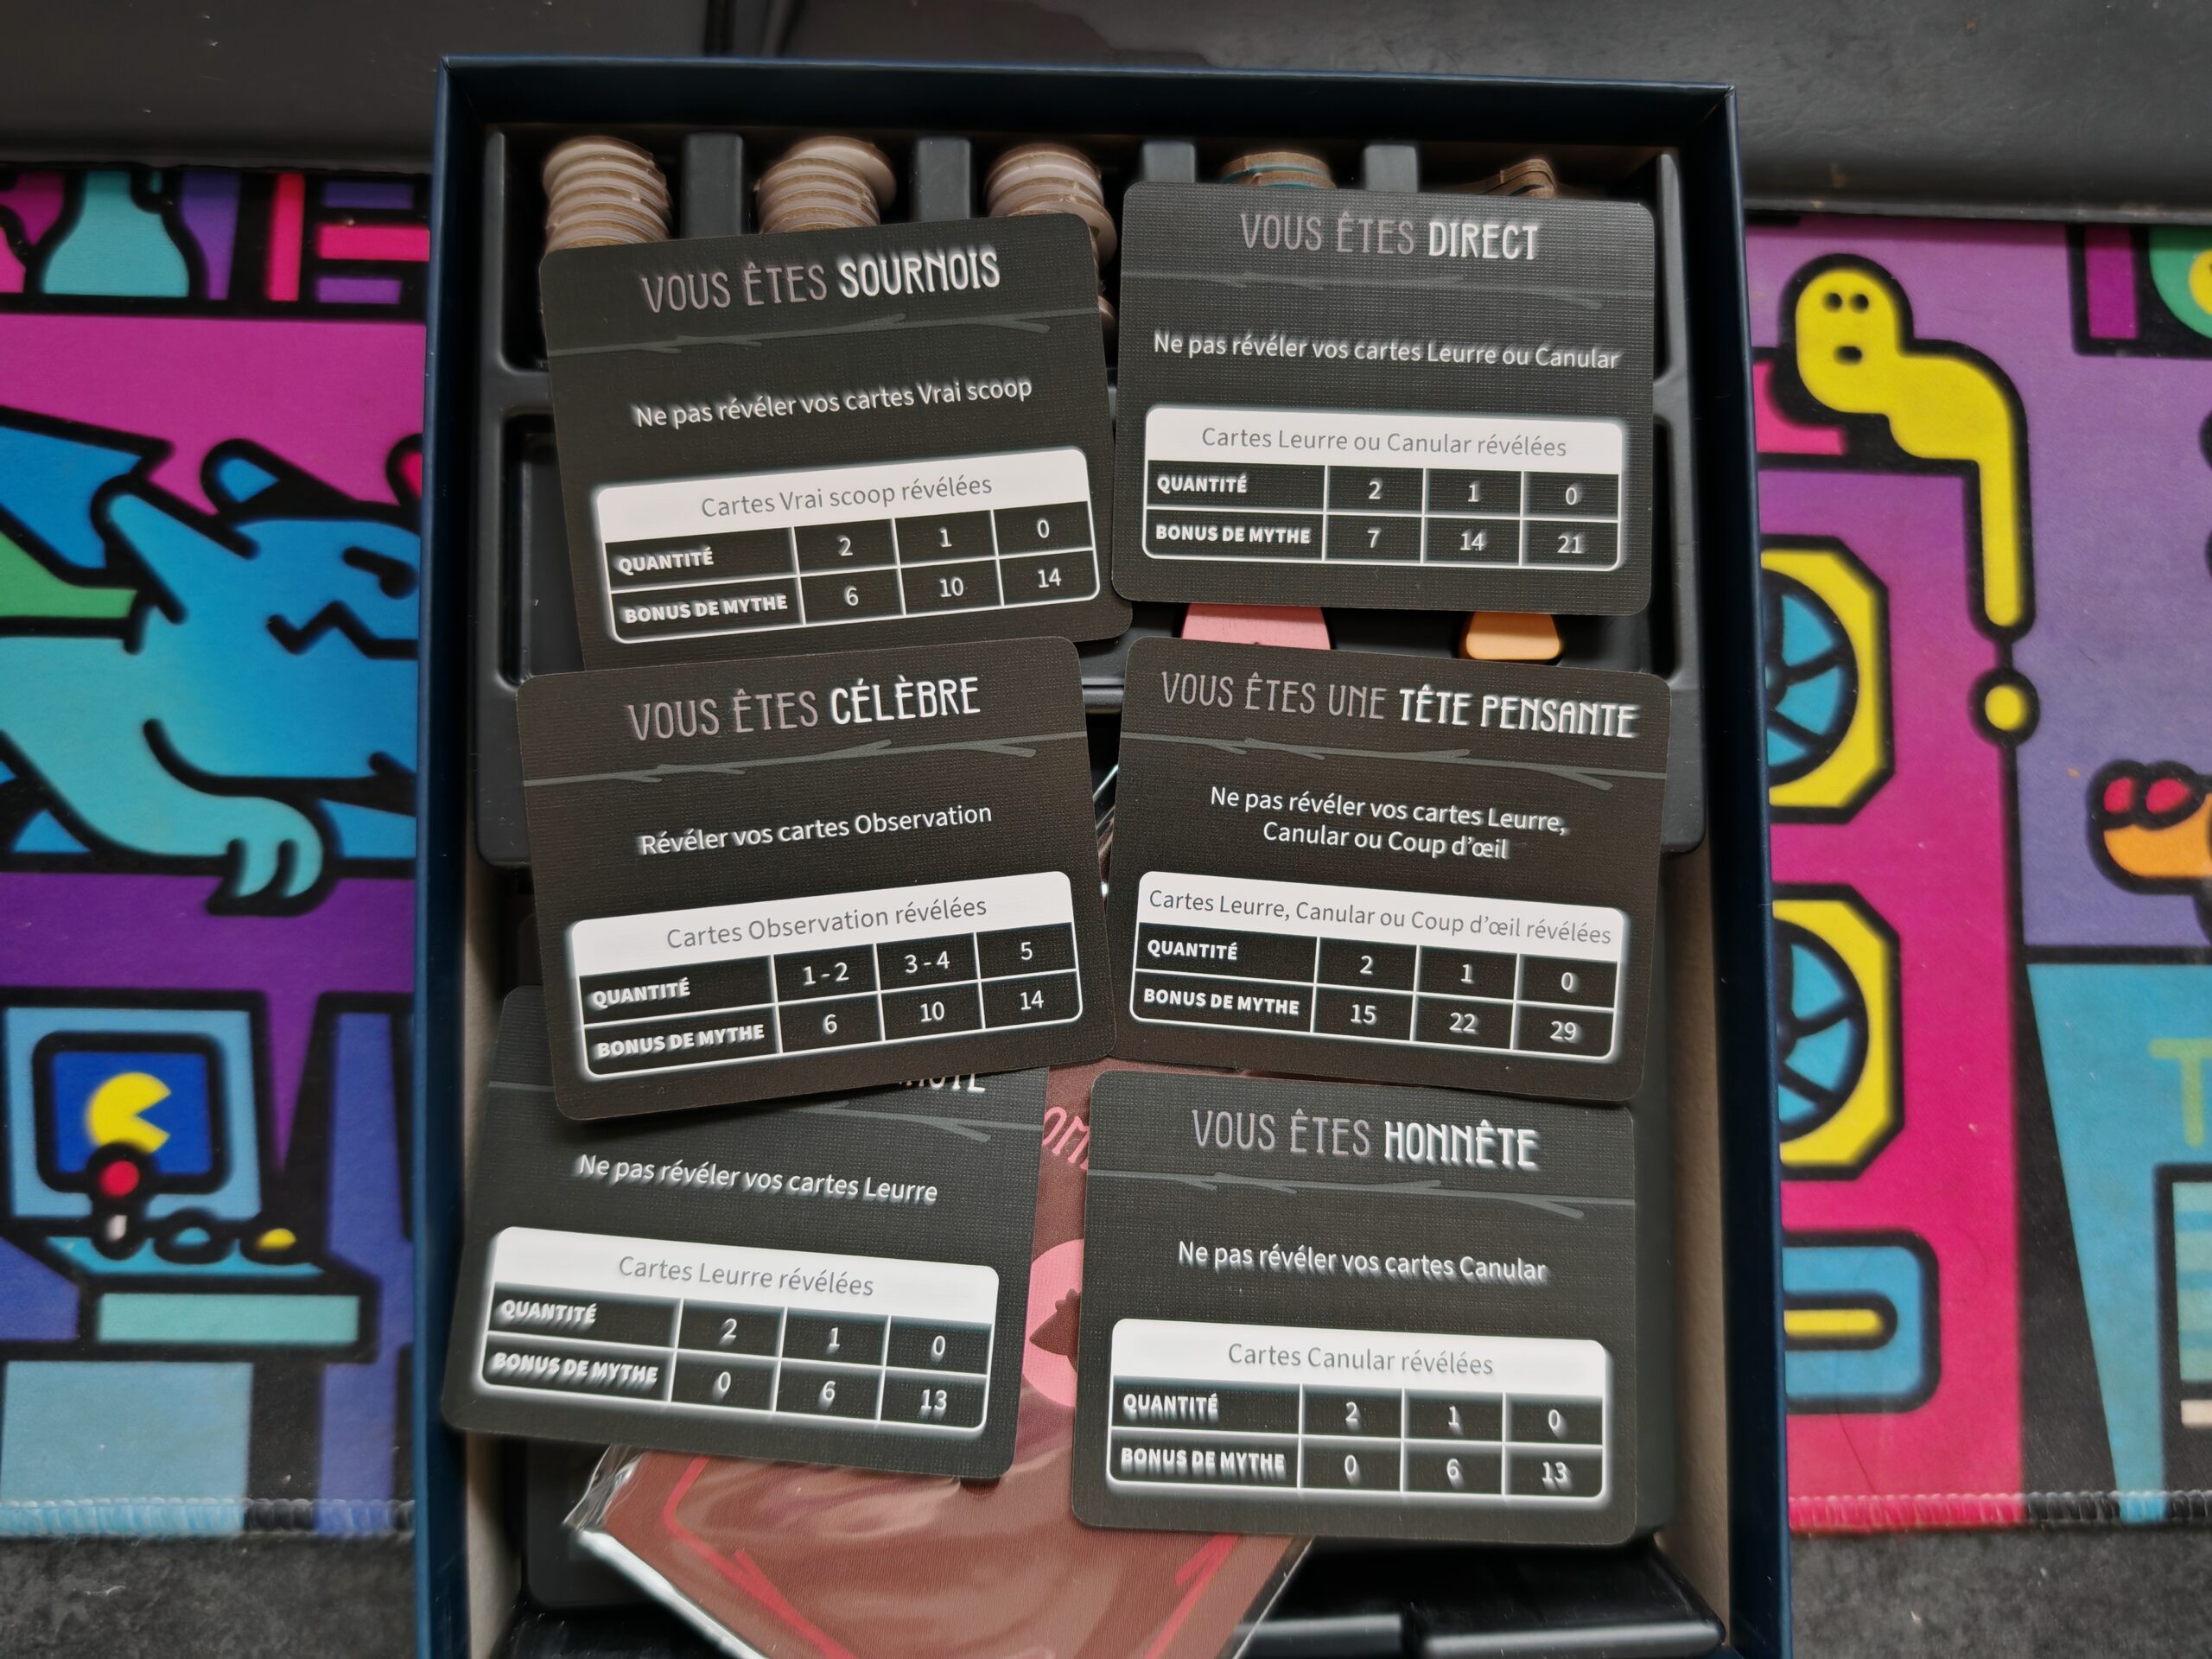 VOUS ÊTES SOURNOIS
Ne pas révéler vos cartes Vrai scoop
Cartes Vrai scoop révélées
QUANTITÉ 2 1 0
BONUS DE MYTHE 6 10 14
VOUS ÊTES DIRECT
Ne pas révéler vos cartes Leurre ou Canular
Cartes Leurre ou Canular révélées
QUANTITÉ 2 1 0
BONUS DE MYTHE 7 14 21
VOUS ÊTES CÉLÈBRE
Révéler vos cartes Observation
Cartes Observation révélées
QUANTITÉ 1-2 3-4 5
BONUS DE MYTHE 6 10 14
VOUS ÊTES UNE TÊTE PENSANTE
Ne pas révéler vos cartes Leurre,
Canular ou Coup d'œil
Cartes Leurre, Canular ou Coup d'œil révélées
QUANTITÉ 2 1 0
BONUS DE MYTHE 15 22 29
Ne pas révéler vos cartes Leurre
Cartes Leurre révélées
QUANTITÉ 2 1 0
BONUS DE MYTHE 0 6 13
VOUS ÊTES HONNÊTE
Ne pas révéler vos cartes Canular
Cartes Canular révélées
QUANTITÉ 2 1 0
BONUS DE MYTHE 0 6 13